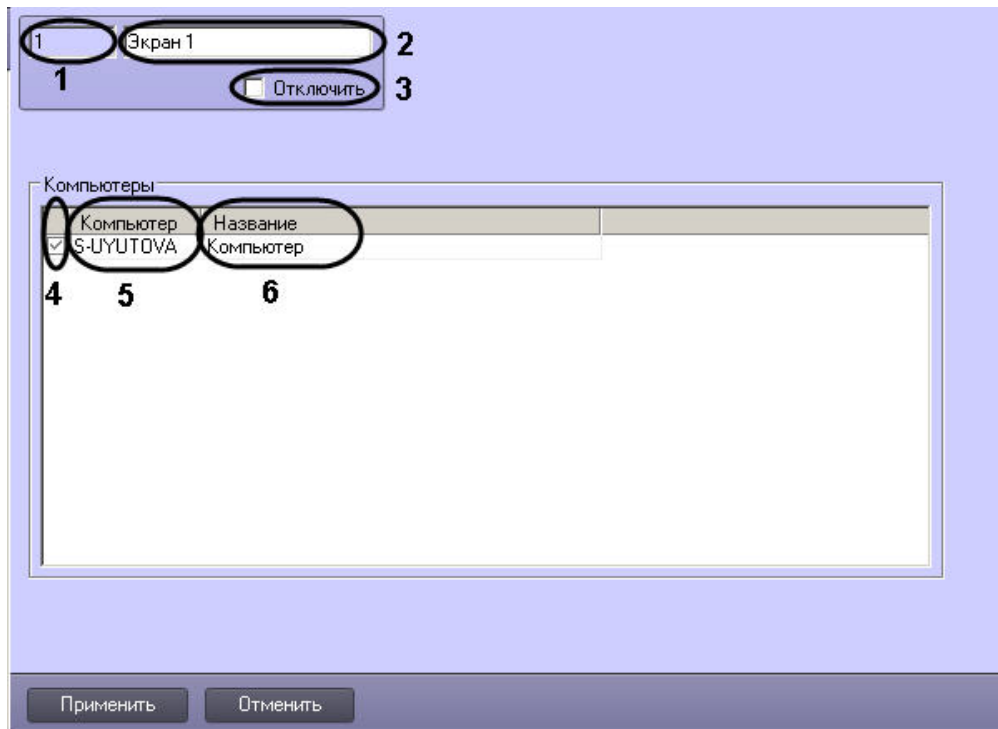 1 Экран 1 2
1 Отключить 3
Компьютеры
Компьютер Название
S-UYUTOVA Компьютер
4 5 6
Применить Отменить